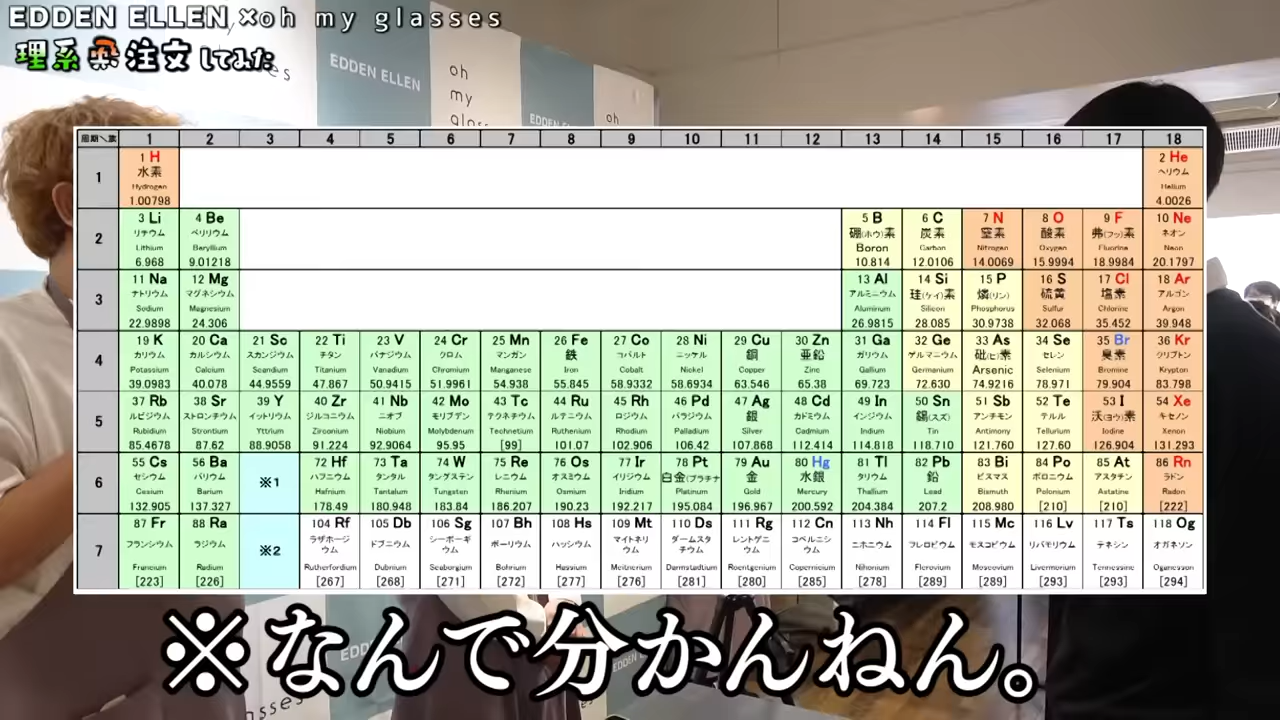 EDDEN ELLEN × oh my glasses
理系 注文してみた
EDDEN ELLEN
oh
my
EDDEN ELLEN
oh
周期＼族 1 2 3 4 5 6 7 8 9 10 11 12 13 14 15 16 17 18
1
1 H 2 He
水素 ヘリウム
Hydrogen Helium
1.00798 4.0026
2
3 Li 4 Be 5 B 6 C 7 N 8 O 9 F 10 Ne
リチウム ベリリウム 硼(ホウ)素 炭素 窒素 酸素 弗(フッ)素 ネオン
Lithium Beryllium Boron Carbon Nitrogen Oxygen Fluorine Neon
6.968 9.01218 10.814 12.0106 14.0069 15.9994 18.9984 20.1797
3
11 Na 12 Mg 13 Al 14 Si 15 P 16 S 17 Cl 18 Ar
ナトリウム マグネシウム アルミニウム 珪(ケイ)素 燐(リン) 硫黄 塩素 アルゴン
Sodium Magnesium Aluminum Silicon Phosphorus Sulfur Chlorine Argon
22.9898 24.306 26.9815 28.085 30.9738 32.068 35.452 39.948
4
19 K 20 Ca 21 Sc 22 Ti 23 V 24 Cr 25 Mn 26 Fe 27 Co 28 Ni 29 Cu 30 Zn 31 Ga 32 Ge 33 As 34 Se 35 Br 36 Kr
カリウム カルシウム スカンジウム チタン バナジウム クロム マンガン 鉄 コバルト ニッケル 銅 亜鉛 ガリウム ゲルマニウム 砒(ヒ)素 セレン 臭素 クリプトン
Potassium Calcium Scandium Titanium Vanadium Chromium Manganese Iron Cobalt Nickel Copper Zinc Gallium Germanium Arsenic Selenium Bromine Krypton
39.0983 40.078 44.9559 47.867 50.9415 51.9961 54.938 55.845 58.9332 58.6934 63.546 65.38 69.723 72.630 74.9216 78.971 79.904 83.798
5
37 Rb 38 Sr 39 Y 40 Zr 41 Nb 42 Mo 43 Tc 44 Ru 45 Rh 46 Pd 47 Ag 48 Cd 49 In 50 Sn 51 Sb 52 Te 53 I 54 Xe
ルビジウム ストロンチウム イットリウム ジルコニウム ニオブ モリブデン テクネチウム ルテニウム ロジウム パラジウム 銀 カドミウム インジウム 錫(スズ) アンチモン テルル 沃(ヨウ)素 キセノン
Rubidium Strontium Yttrium Zirconium Niobium Molybdenum Technetium Ruthenium Rhodium Palladium Silver Cadmium Indium Tin Antimony Tellurium Iodine Xenon
85.4678 87.62 88.9058 91.224 92.9064 95.95 [99] 101.07 102.906 106.42 107.868 112.414 114.818 118.710 121.760 127.60 126.904 131.293
6
55 Cs 56 Ba ※1 72 Hf 73 Ta 74 W 75 Re 76 Os 77 Ir 78 Pt 79 Au 80 Hg 81 Tl 82 Pb 83 Bi 84 Po 85 At 86 Rn
セシウム バリウム ハフニウム タンタル タングステン レニウム オスミウム イリジウム 白金(プラチナ 金 水銀 タリウム 鉛 ビスマス ポロニウム アスタチン ラドン
Cesium Barium Hafnium Tantalum Tungsten Rhenium Osmium Iridium Platinum Gold Mercury Thallium Lead Bismuth Polonium Astatine Radon
132.905 137.327 178.49 180.948 183.84 186.207 190.23 192.217 195.084 196.967 200.592 204.384 207.2 208.980 [210] [210] [222]
7
87 Fr 88 Ra ※2 104 Rf 105 Db 106 Sg 107 Bh 108 Hs 109 Mt 110 Ds 111 Rg 112 Cn 113 Nh 114 Fl 115 Mc 116 Lv 117 Ts 118 Og
フランシウム ラジウム ラザホージウム ドブニウム シーボーギウム ボーリウム ハッシウム マイトネリウム ダームスタチウム レントゲニウム コペルニシウム ニホニウム フレロビウム モスコビウム リバモリウム テネシン オガネソン
Francium Radium Rutherfordium Dubnium Seaborgium Bohrium Hassium Meitnerium Darmstadtium Roentgenium Copernicium Nihonium Flerovium Moscovium Livermorium Tennessine Oganesson
[223] [226] [267] [268] [271] [272] [277] [276] [281] [280] [285] [278] [289] [289] [293] [293] [294]
※なんで分かんねん。